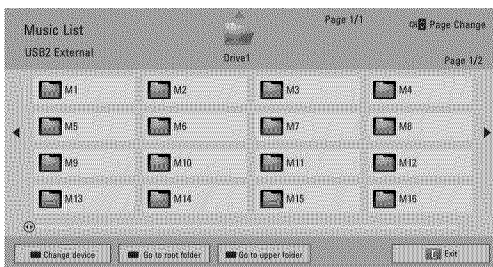 Music List
Page 1/1
Page Change
USB2 External
Drive1
Page 1/2
M1 M2 M3 M4
M5 M6 M7 M8
M9 M10 M11 M12
M13 M14 M15 M16
Change device Go to root folder Go to upper folder Exit